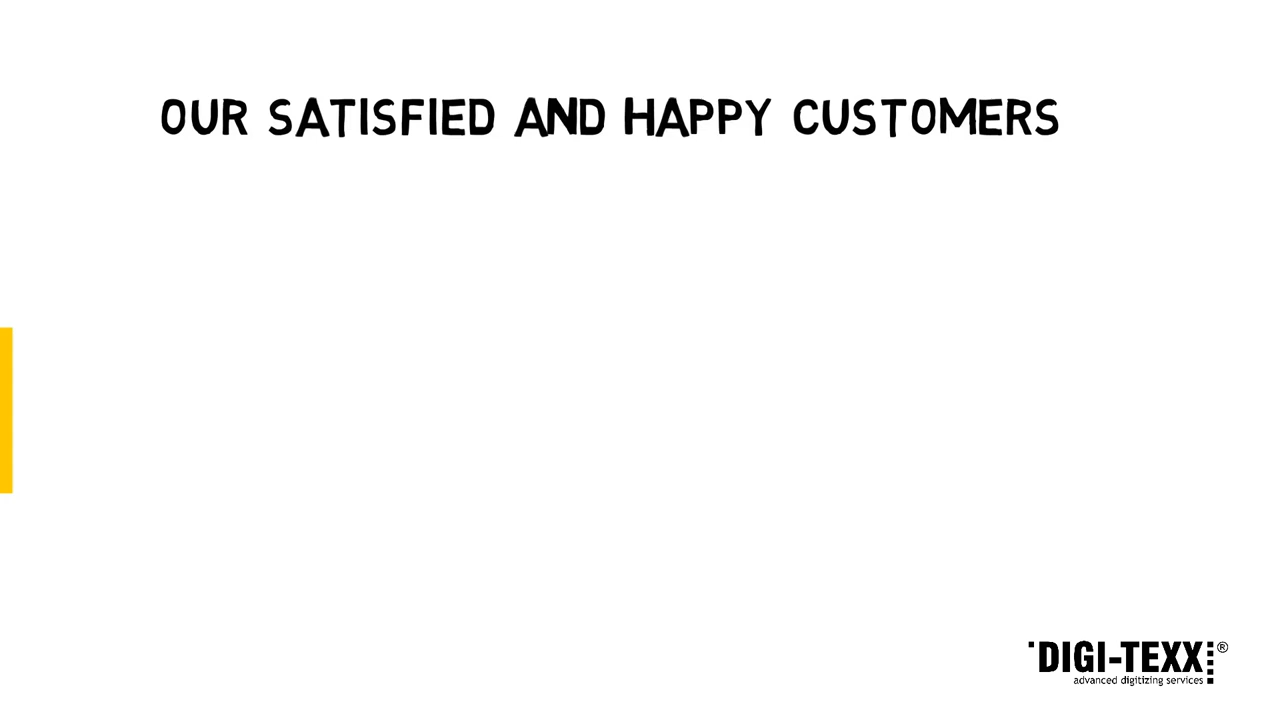 OUR SATISFIED AND HAPPY CUSTOMERS
DIGI-TEXX®
advanced digitizing services